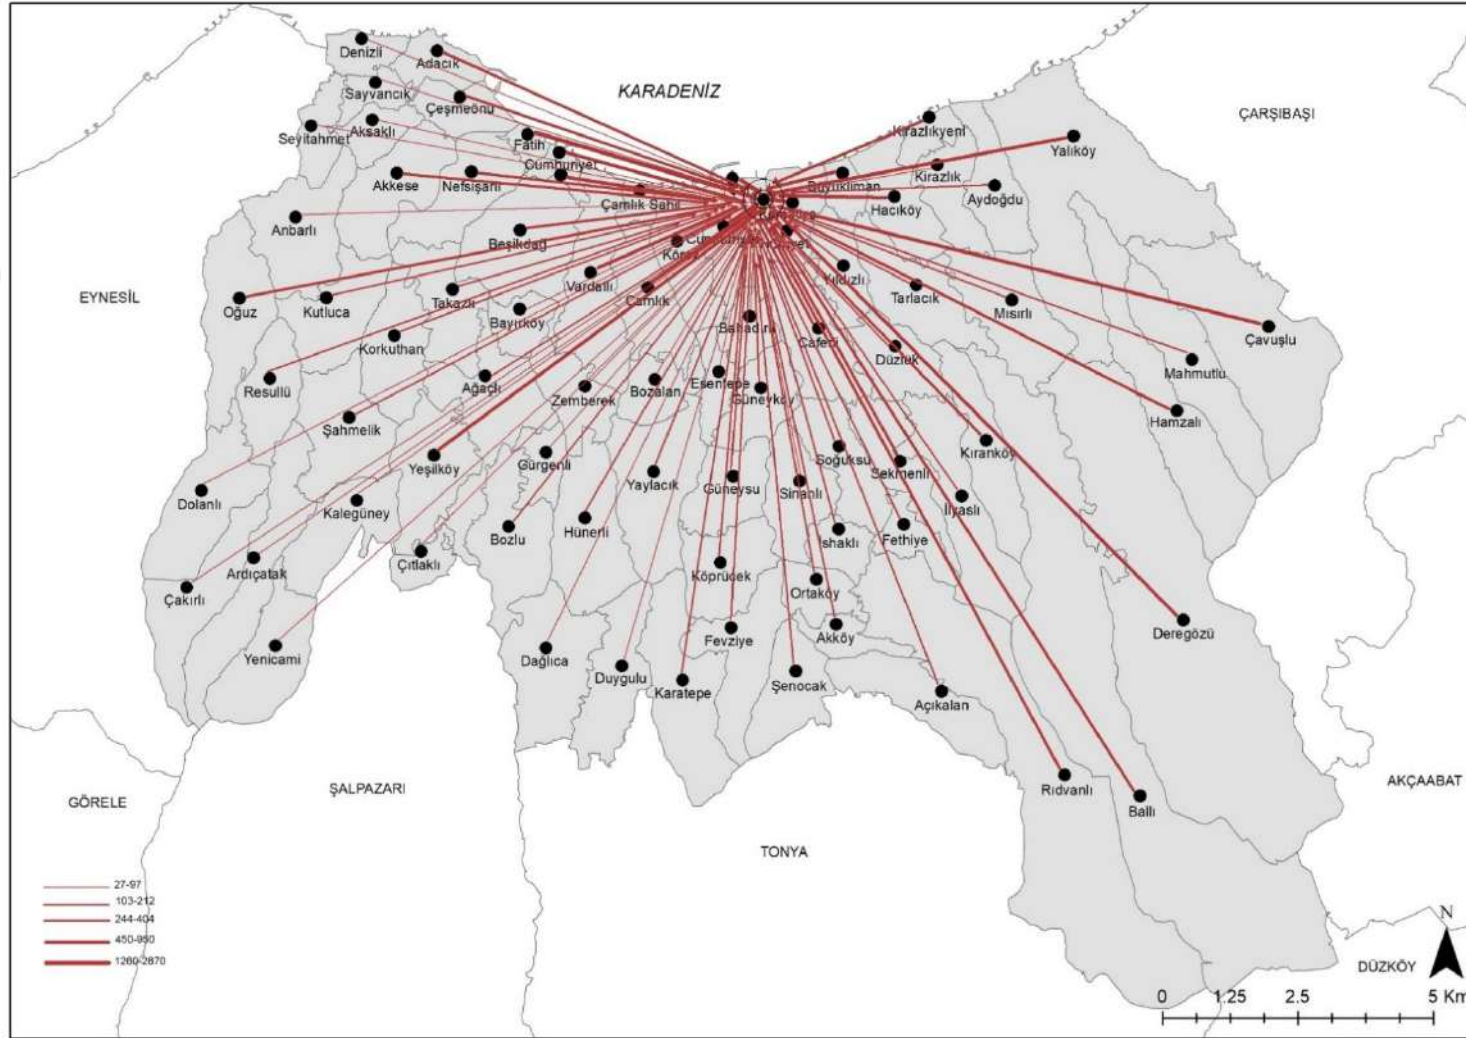 Denizli
Adacık
KARADENİZ
Sayvancık
Çeşmeönü
ÇARŞIBAŞI
Seyitahmet
Aksaklı
Fatih
Kirazlıkyeni
Yalıköy
Cumhuriyet
Akkese
Nefsişarlı
Çamlık Sahil
Büyükliman
Kirazlık
Hacıköy
Aydoğdu
Anbarlı
Beşikdağ
EYNESİL
Oğuz
Kutluca
Takazlı
Vardallı
Çamlık
Yıldızlı
Tarlacık
Mısırlı
Bayırköy
Bahadırlı
Caferli
Çavuşlu
Korkuthan
Düzlük
Mahmutlu
Resullü
Ağaçlı
Zemberek
Bozalan
Esentepe
Güneyköy
Hamzalı
Şahmelik
Yeşilköy
Gürgenli
Yaylacık
Güneysu
Sinanlı
Soğuksu
Sekmenli
Kıranköy
Dolanlı
Kalegüney
Bozlu
Hünerli
İshaklı
Fethiye
İlyaslı
Ardıçatak
Çıtlaklı
Köprücek
Ortaköy
Çakırlı
Yenicami
Dağlıca
Duygulu
Karatepe
Fevziye
Akköy
Şenocak
Açıkalan
Deregözü
Rıdvanlı
Ballı
GÖRELE
ŞALPAZARI
TONYA
AKÇAABAT
DÜZKÖY
27-97
103-212
244-404
450-950
1260-2870
N
0 1.25 2.5 5 Km